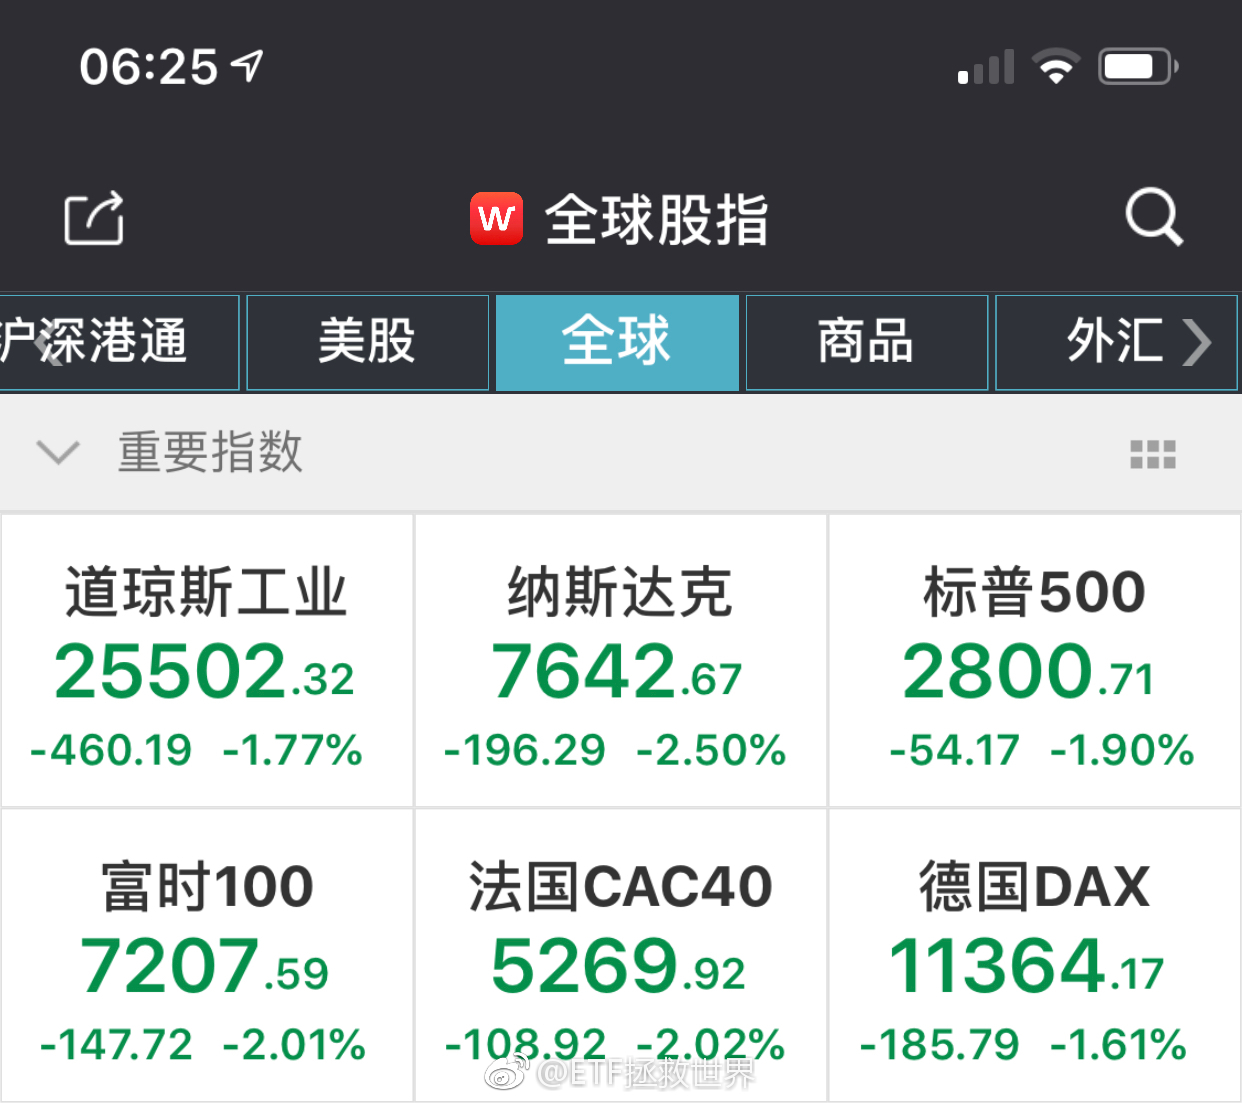 06:25
W 全球股指
沪深港通 美股 全球 商品 外汇
重要指数
道琼斯工业 纳斯达克 标普500
25502.32 7642.67 2800.71
-460.19 -1.77% -196.29 -2.50% -54.17 -1.90%
富时100 法国CAC40 德国DAX
7207.59 5269.92 11364.17
-147.72 -2.01% -108.92 -2.02% -185.79 -1.61%
@ETF拯救世界